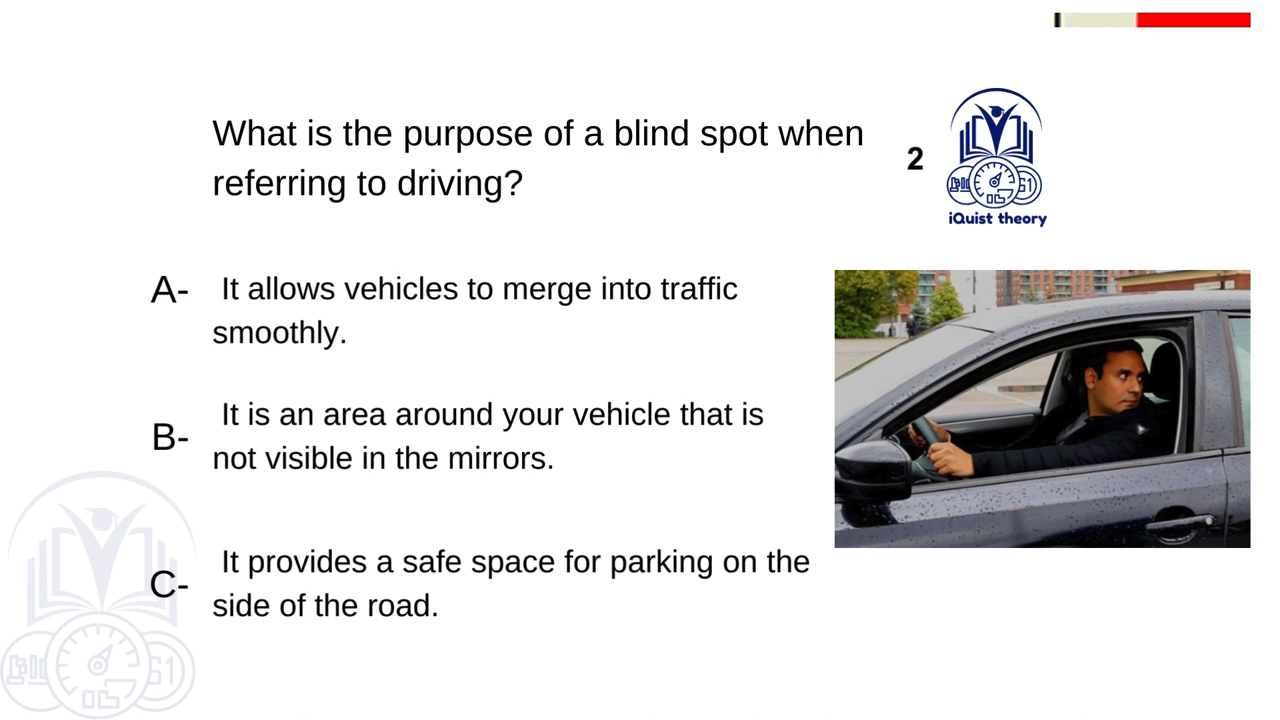 What is the purpose of a blind spot when
referring to driving?
2
iQuist theory
A- It allows vehicles to merge into traffic
smoothly.
B- It is an area around your vehicle that is
not visible in the mirrors.
C- It provides a safe space for parking on the
side of the road.